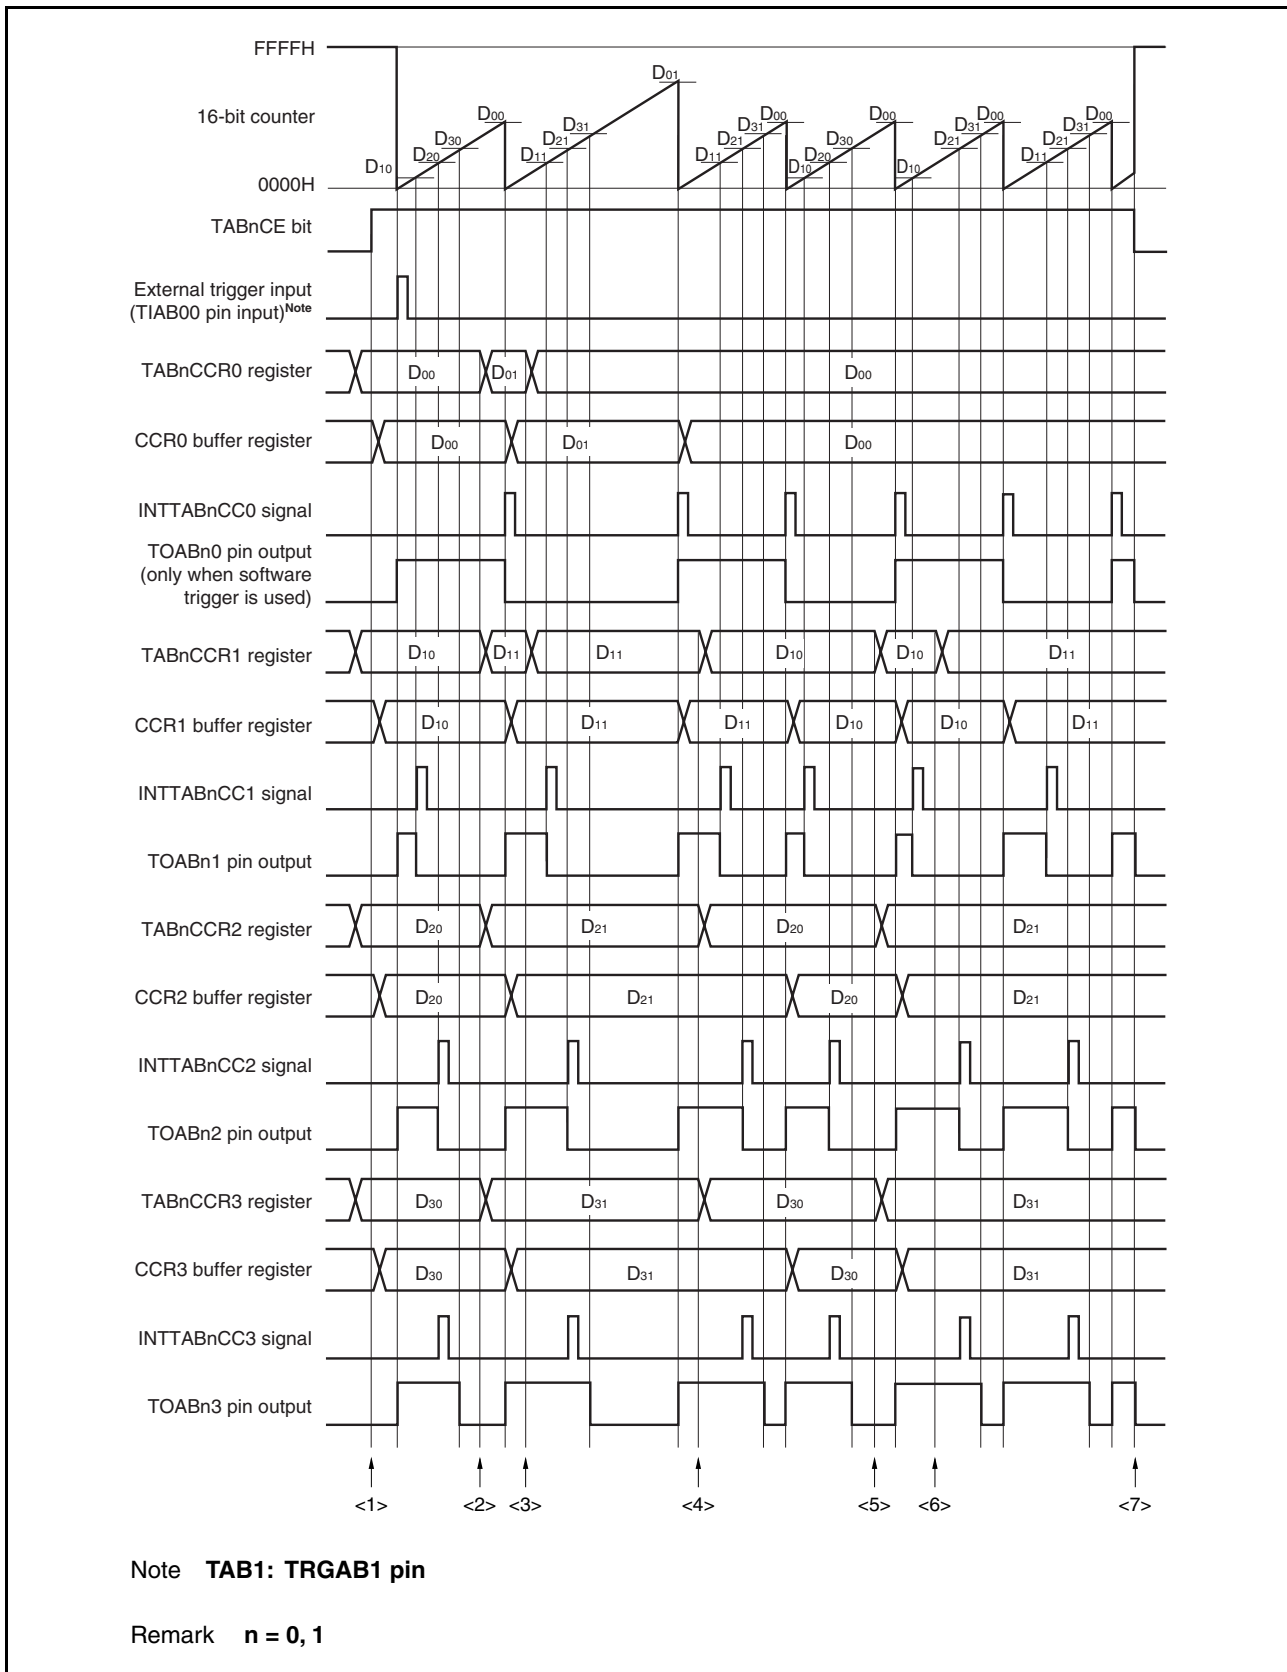 FFFFH
16-bit counter
0000H
D10
D20
D30
D00
D11
D21
D31
D01
D11
D21
D31
D00
D10
D20
D30
D00
D10
D21
D31
D00
D11
D21
D31
D00
TABnCE bit
External trigger input
(TIAB00 pin input)Note
TABnCCR0 register
D00 D01 D00
CCR0 buffer register
D00 D01 D00
INTTABnCC0 signal
TOABn0 pin output
(only when software
trigger is used)
TABnCCR1 register
D10 D11 D11 D10 D10 D11
CCR1 buffer register
D10 D11 D11 D10 D10 D11
INTTABnCC1 signal
TOABn1 pin output
TABnCCR2 register
D20 D21 D20 D21
CCR2 buffer register
D20 D21 D20 D21
INTTABnCC2 signal
TOABn2 pin output
TABnCCR3 register
D30 D31 D30 D31
CCR3 buffer register
D30 D31 D30 D31
INTTABnCC3 signal
TOABn3 pin output
<1> <2> <3> <4> <5> <6> <7>
Note TAB1: TRGAB1 pin
Remark n = 0, 1